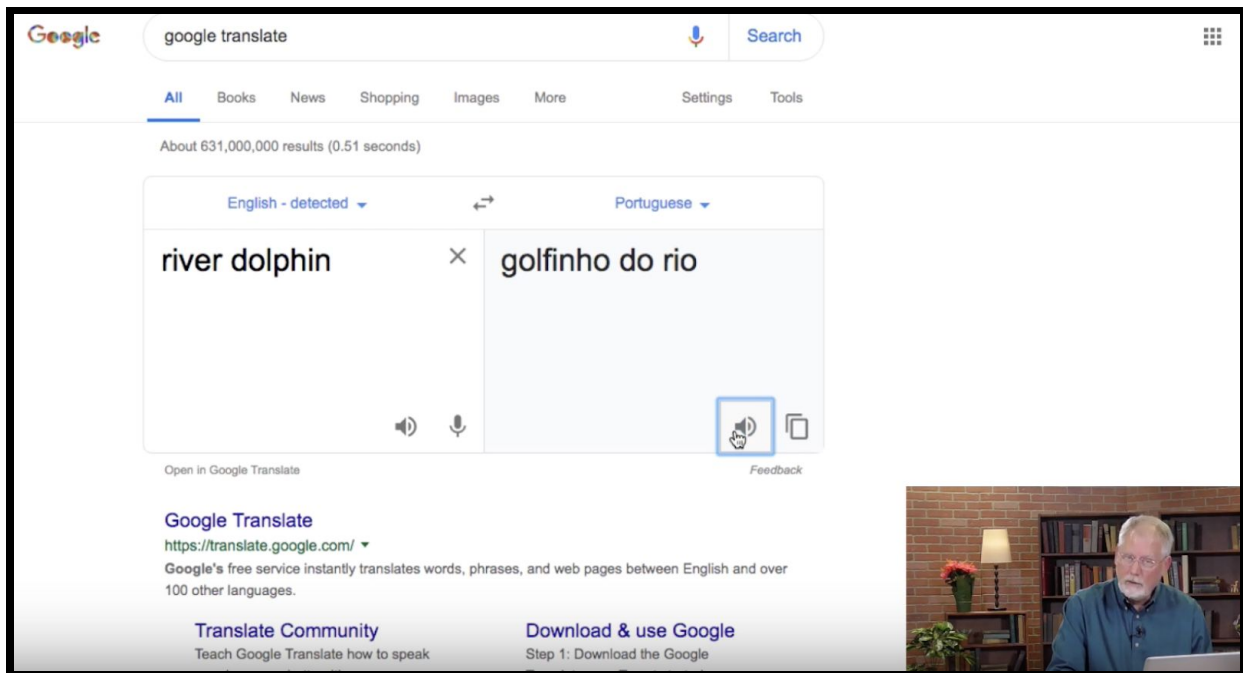 Google
google translate Search
All Books News Shopping Images More Settings Tools
About 631,000,000 results (0.51 seconds)
English - detected Portuguese
river dolphin golfinho do rio
Open in Google Translate Feedback
Google Translate
https://translate.google.com/
Google's free service instantly translates words, phrases, and web pages between English and over
100 other languages.
Translate Community Download & use Google
Teach Google Translate how to speak Step 1: Download the Google